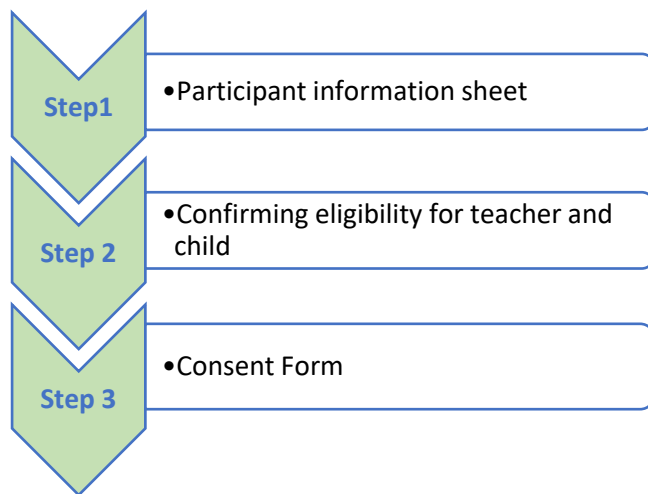 Step1
•Participant information sheet
Step 2
•Confirming eligibility for teacher and
child
Step 3
•Consent Form